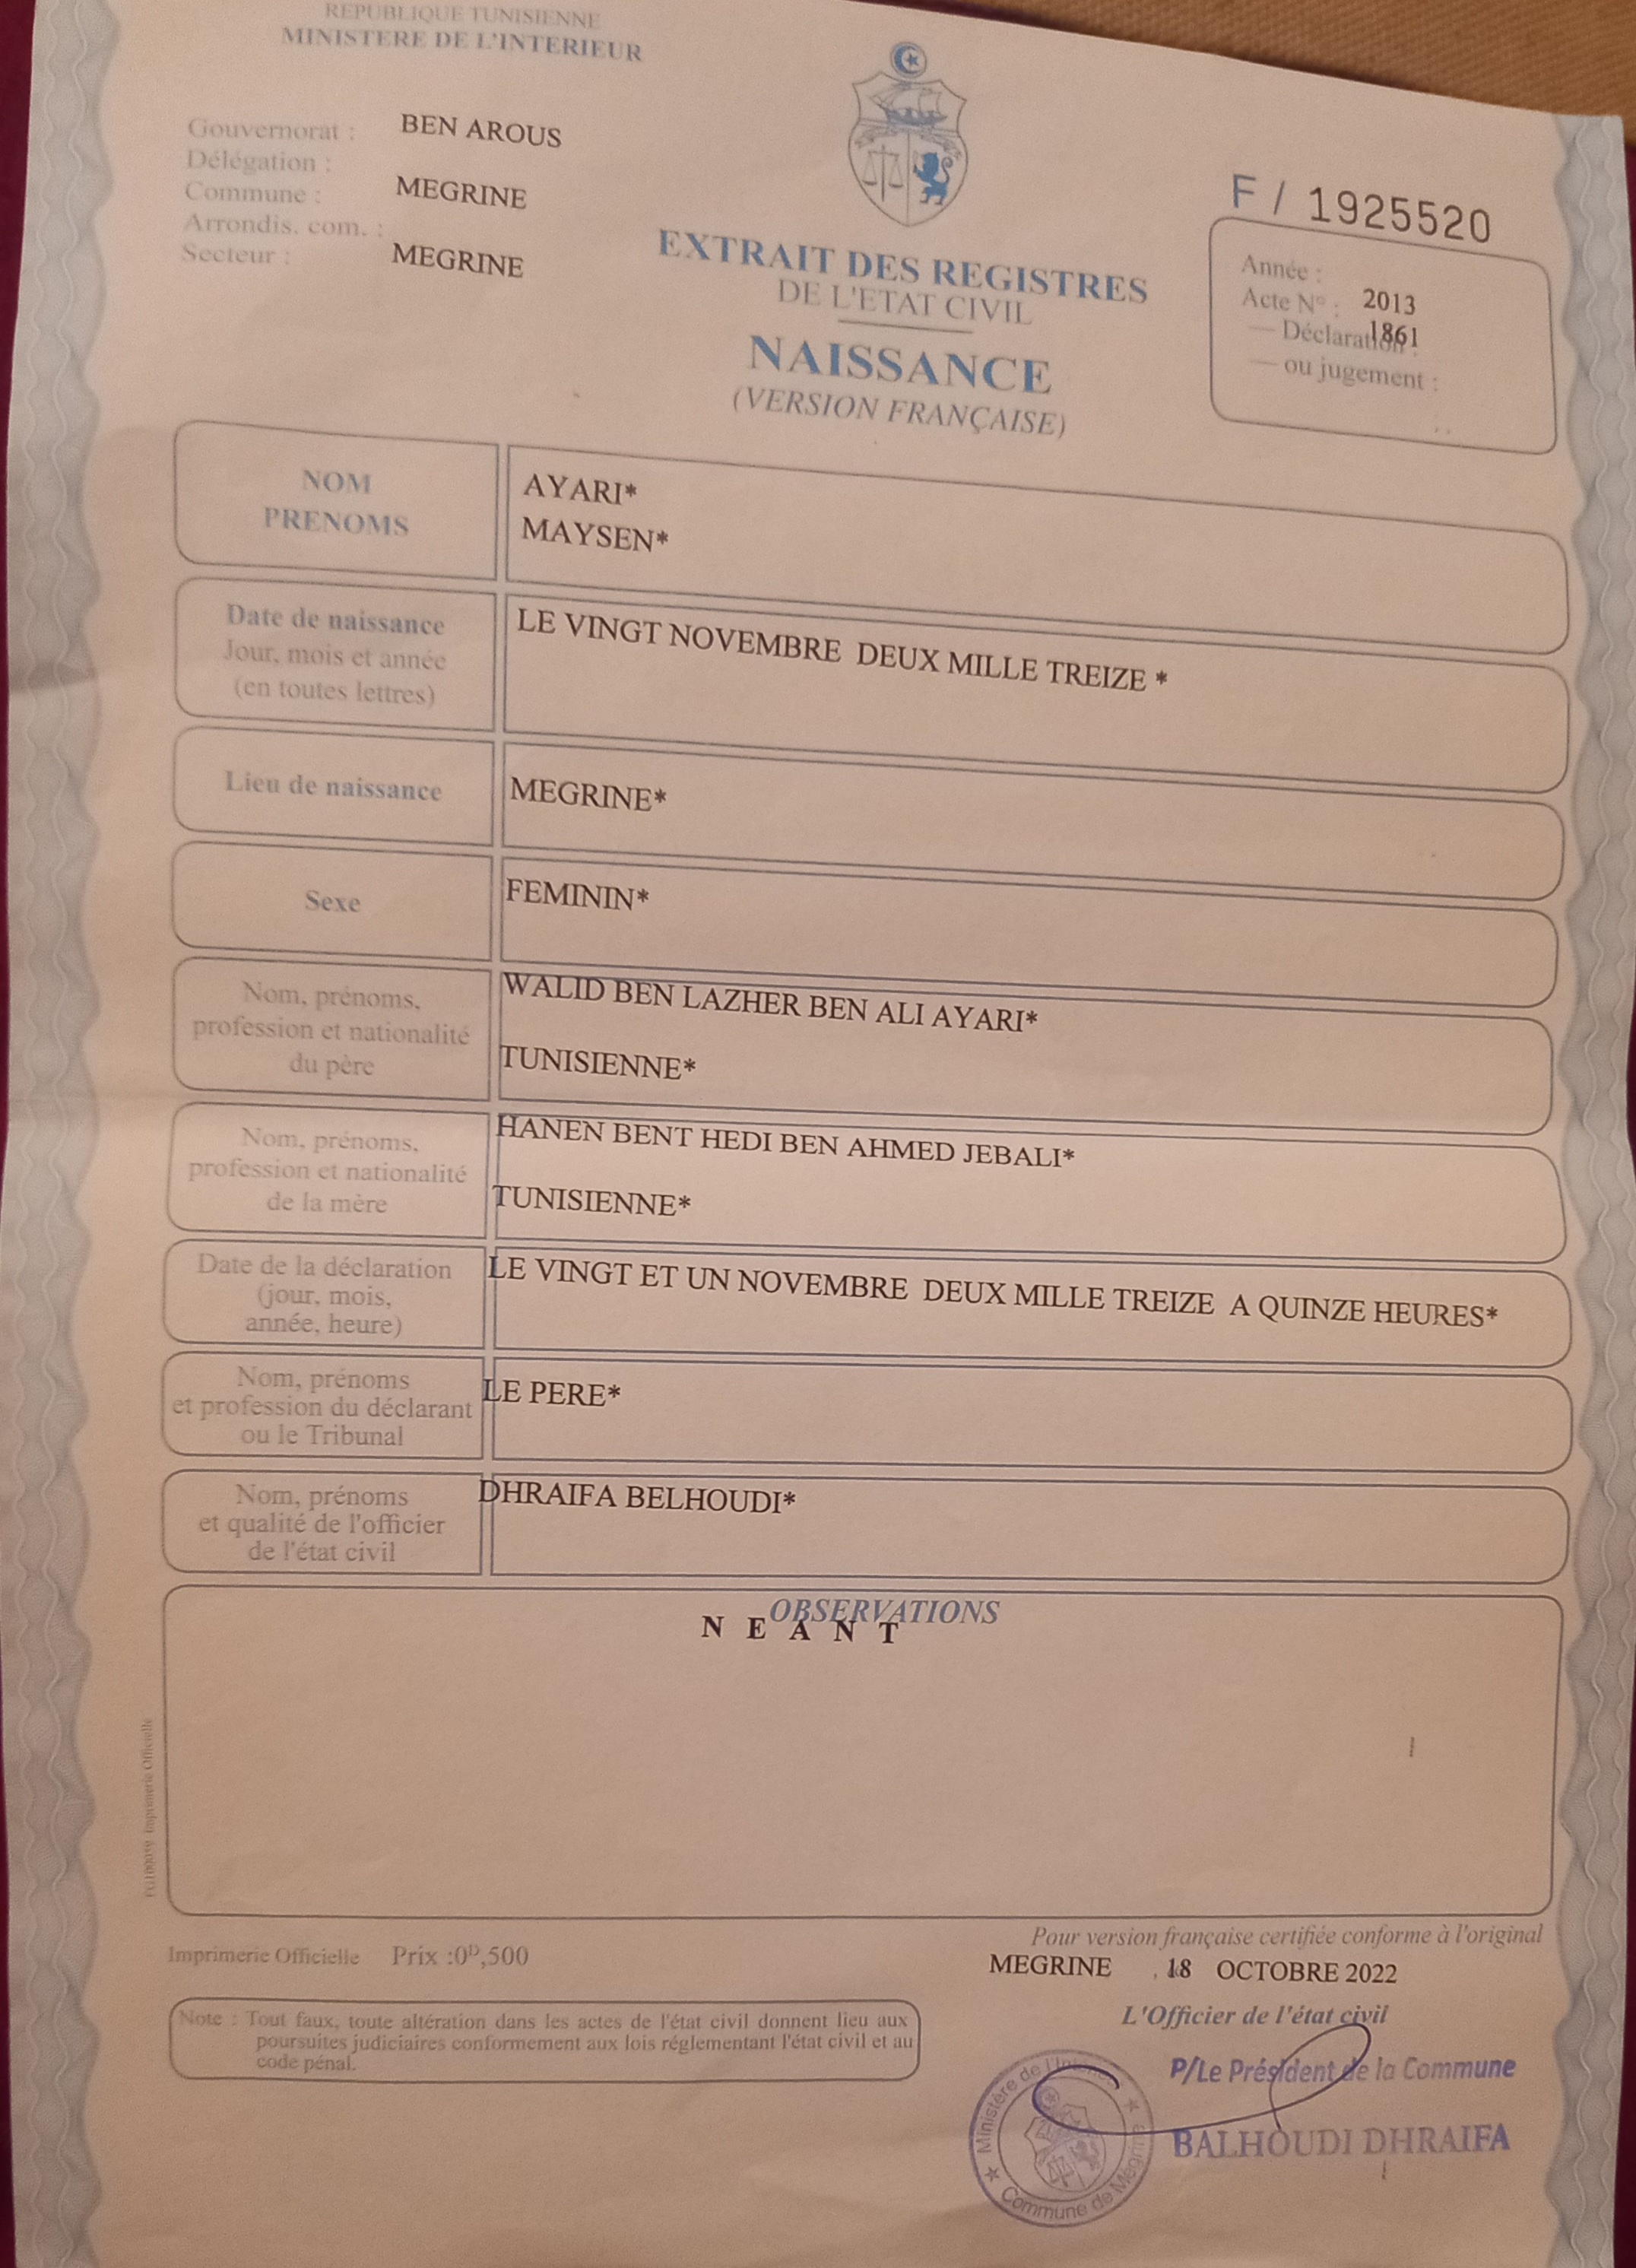 REPUBLIQUE TUNISIENNE
MINISTERE DE L'INTERIEUR
Gouvernorat : BEN AROUS
Délégation :
Commune : MEGRINE
Arrondis. com. :
Secteur : MEGRINE
EXTRAIT DES REGISTRES
DE L'ETAT CIVIL
NAISSANCE
(VERSION FRANÇAISE)
F / 1925520
Année :
Acte N° : 2013
— Déclaration : 1861
— ou jugement :
NOM
PRENOMS
AYARI*
MAYSEN*
Date de naissance
Jour, mois et année
(en toutes lettres)
LE VINGT NOVEMBRE DEUX MILLE TREIZE *
Lieu de naissance
MEGRINE*
Sexe
FEMININ*
Nom, prénoms,
profession et nationalité
du père
WALID BEN LAZHER BEN ALI AYARI*
TUNISIENNE*
Nom, prénoms,
profession et nationalité
de la mère
HANEN BENT HEDI BEN AHMED JEBALI*
TUNISIENNE*
Date de la déclaration
(jour, mois,
année, heure)
LE VINGT ET UN NOVEMBRE DEUX MILLE TREIZE A QUINZE HEURES*
Nom, prénoms
et profession du déclarant
ou le Tribunal
LE PERE*
Nom, prénoms
et qualité de l'officier
de l'état civil
DHRAIFA BELHOUDI*
OBSERVATIONS
N E A N T
Imprimerie Officielle
Imprimerie Officielle Prix :0D,500
Pour version française certifiée conforme à l'original
MEGRINE , 18 OCTOBRE 2022
L'Officier de l'état civil
Note : Tout faux, toute altération dans les actes de l'état civil donnent lieu aux
poursuites judiciaires conformement aux lois réglementant l'état civil et au
code pénal.
P/Le Président de la Commune
BALHOUDI DHRAIFA
Ministère de l'Intérieur
Commune de Mégrine